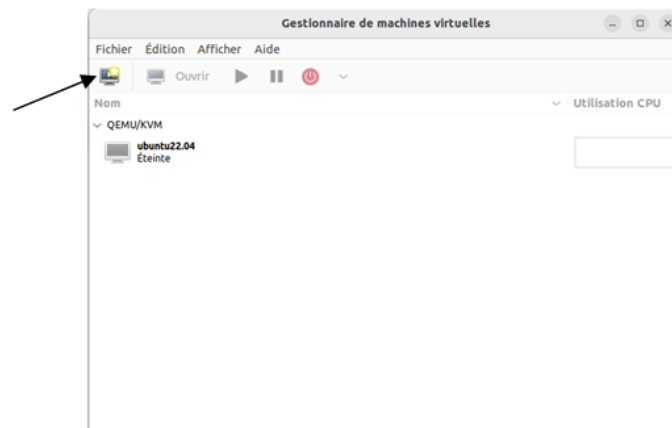 Gestionnaire de machines virtuelles
Fichier Édition Afficher Aide
Ouvrir
Nom Utilisation CPU
QEMU/KVM
ubuntu22.04
Éteinte